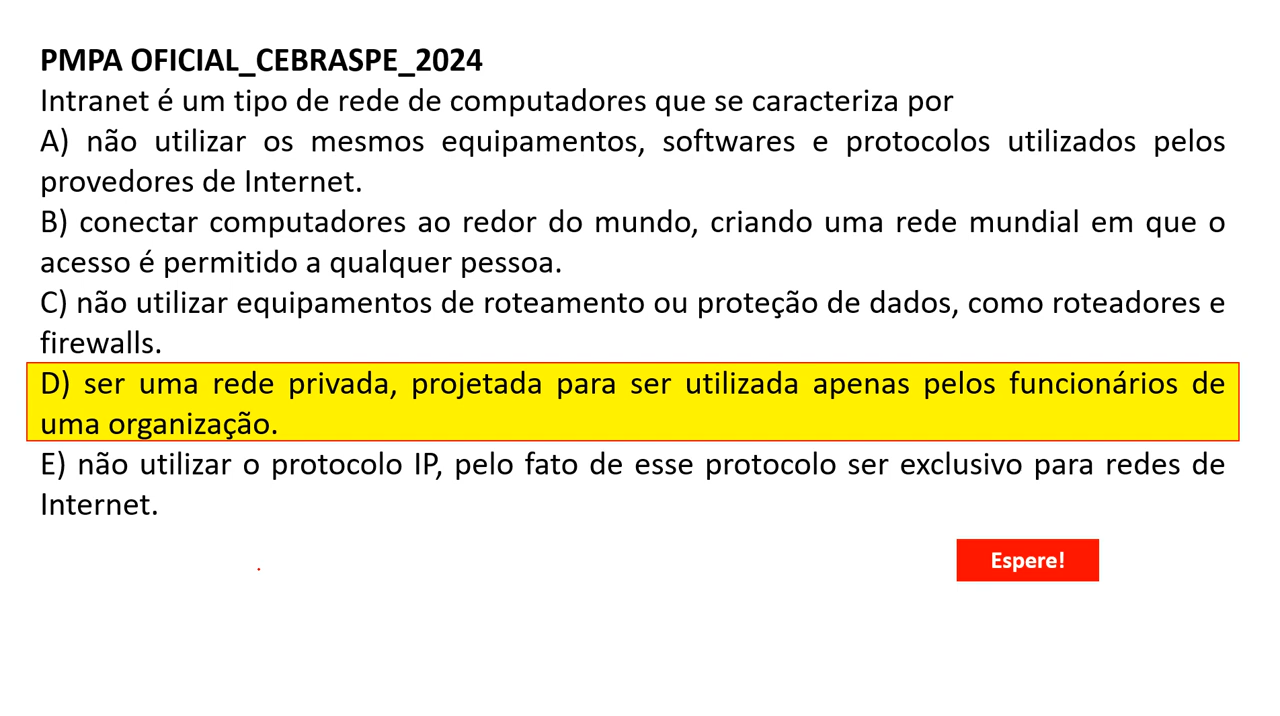 PMPA OFICIAL_CEBRASPE_2024
Intranet é um tipo de rede de computadores que se caracteriza por
A) não utilizar os mesmos equipamentos, softwares e protocolos utilizados pelos
provedores de Internet.
B) conectar computadores ao redor do mundo, criando uma rede mundial em que o
acesso é permitido a qualquer pessoa.
C) não utilizar equipamentos de roteamento ou proteção de dados, como roteadores e
firewalls.
D) ser uma rede privada, projetada para ser utilizada apenas pelos funcionários de
uma organização.
E) não utilizar o protocolo IP, pelo fato de esse protocolo ser exclusivo para redes de
Internet.
Espere!